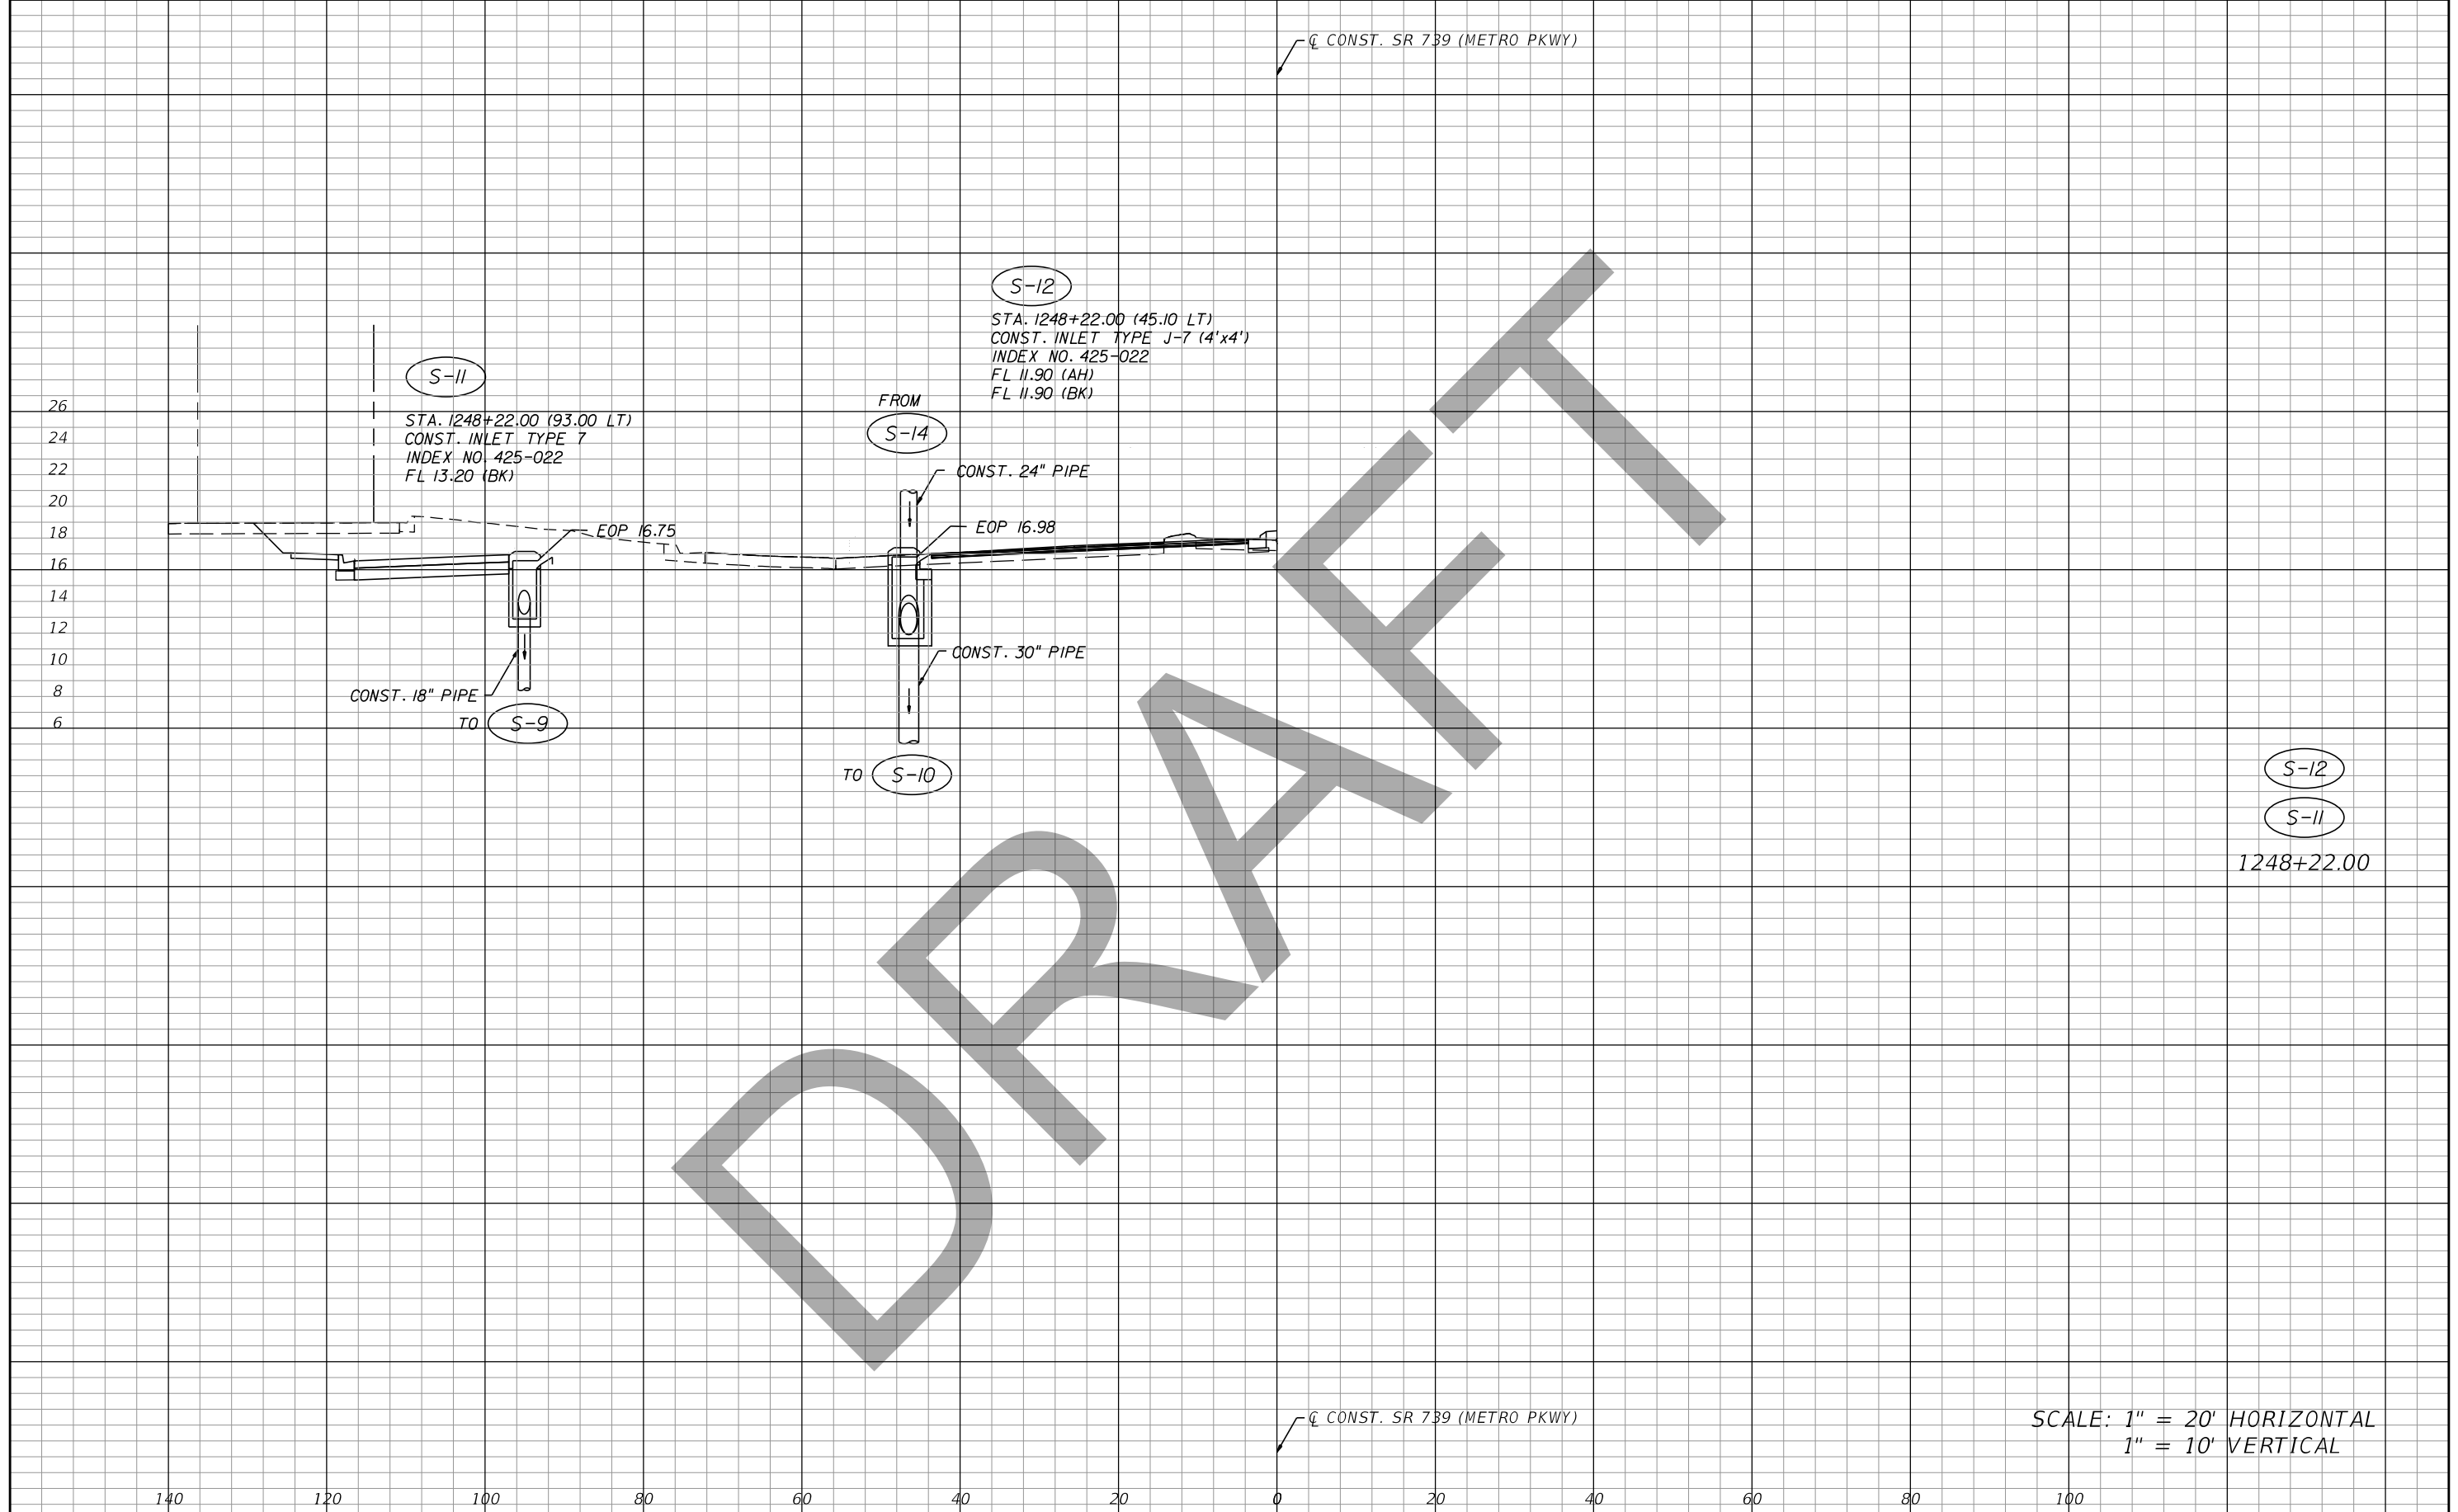 ℄ CONST. SR 739 (METRO PKWY)
S-12
STA. 1248+22.00 (45.10 LT)
CONST. INLET TYPE J-7 (4'x4')
INDEX NO. 425-022
FL 11.90 (AH)
FL 11.90 (BK)
S-11
STA. 1248+22.00 (93.00 LT)
CONST. INLET TYPE 7
INDEX NO. 425-022
FL 13.20 (BK)
FROM
S-14
CONST. 24" PIPE
EOP 16.75
EOP 16.98
26
24
22
20
18
16
14
12
10
8
6
CONST. 30" PIPE
CONST. 18" PIPE
TO S-9
TO S-10
S-12
S-11
1248+22.00
DRAFT
℄ CONST. SR 739 (METRO PKWY)
SCALE: 1" = 20' HORIZONTAL
1" = 10' VERTICAL
140 120 100 80 60 40 20 0 20 40 60 80 100